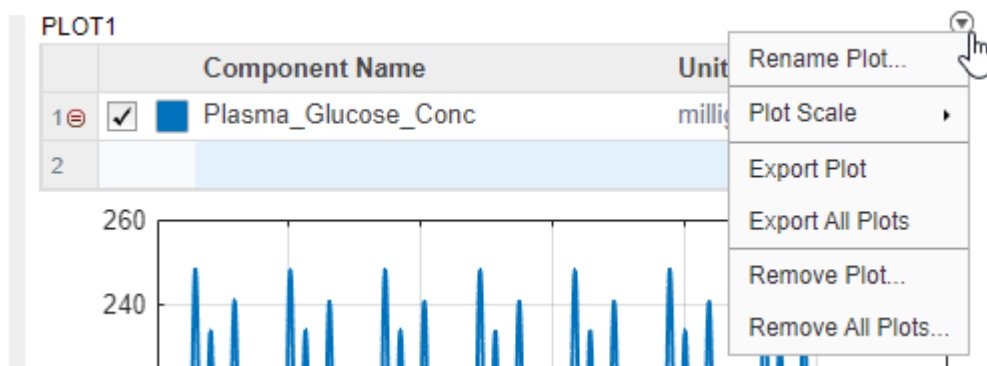 PLOT1
Component Name Unit
1 Plasma_Glucose_Conc
2
260
240
Rename Plot...
Plot Scale
Export Plot
Export All Plots
Remove Plot...
Remove All Plots...